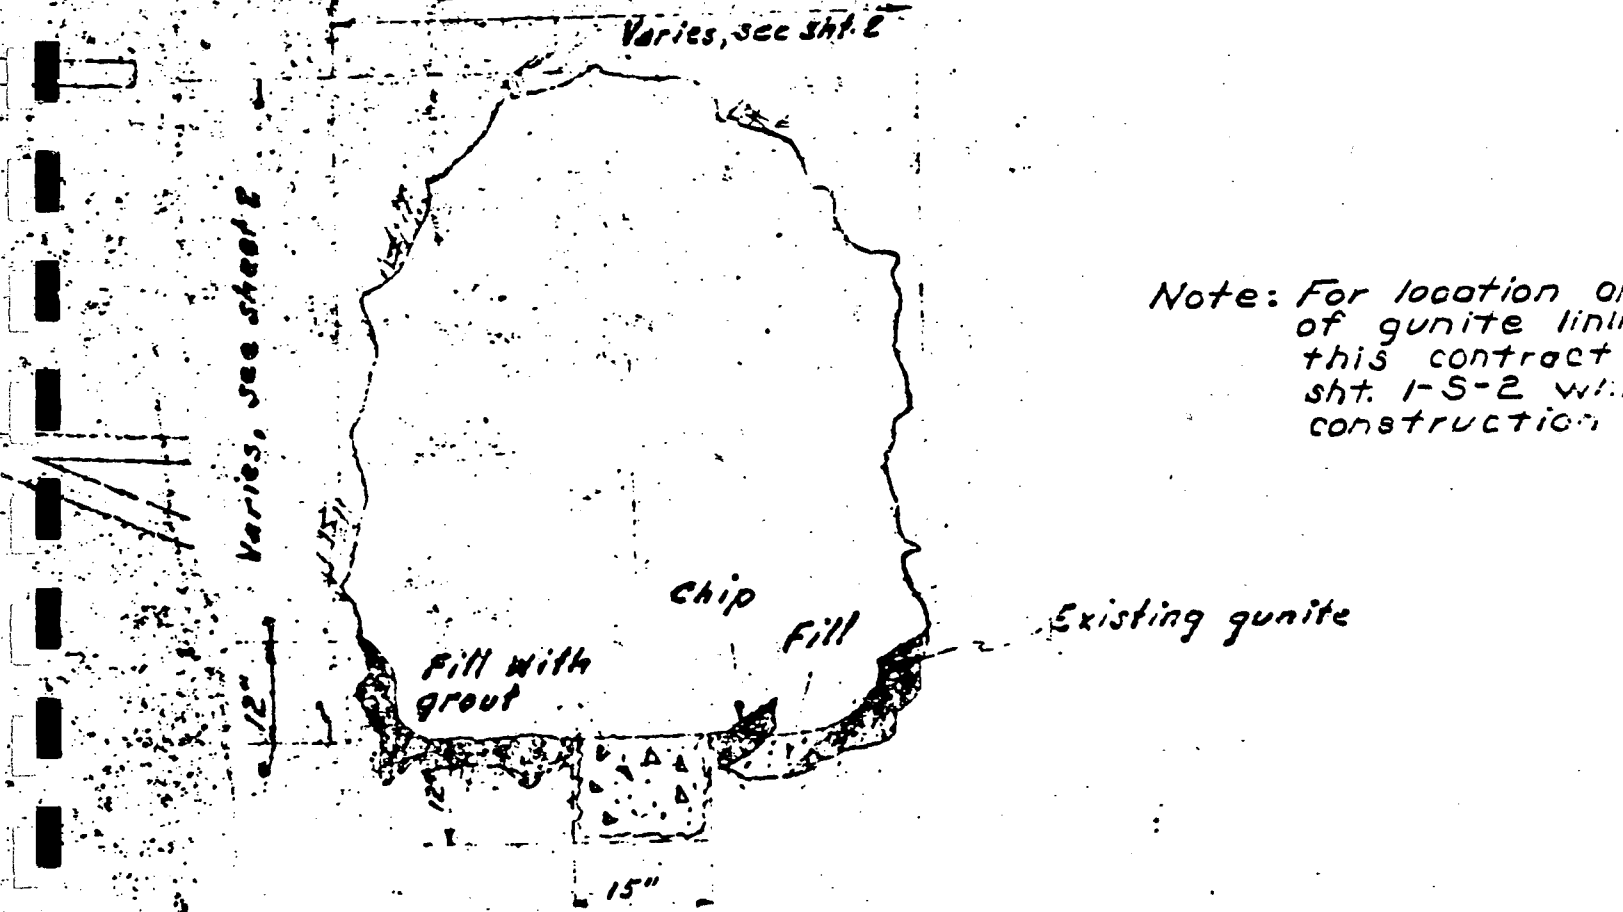 Varies, see sht. 2
Varies, see sheet 2
Note: For location
of gunite
this contract
sht. 1-S-2
construction
Chip
Fill
Existing gunite
Fill with
grout
12"
12"
15"